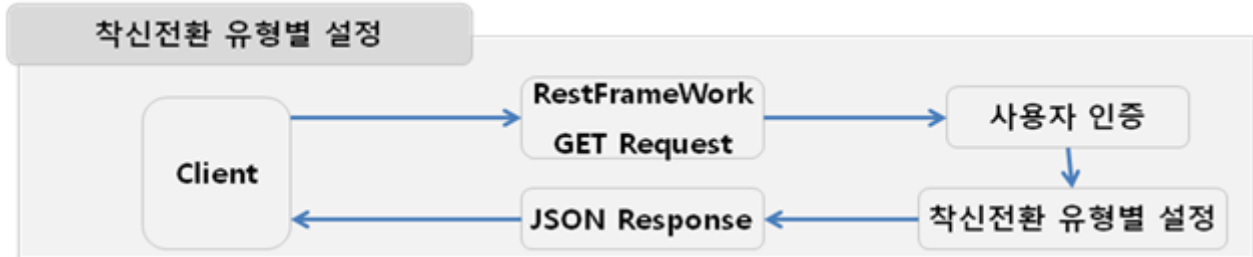 착신전환 유형별 설정
Client
RestFrameWork
GET Request
사용자 인증
JSON Response
착신전환 유형별 설정